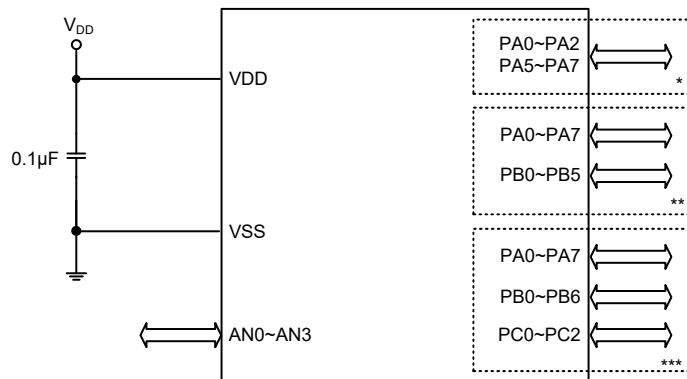 V_DD
VDD
0.1μF
VSS
AN0~AN3
PA0~PA2
PA5~PA7
*
PA0~PA7
PB0~PB5
**
PA0~PA7
PB0~PB6
PC0~PC2
***